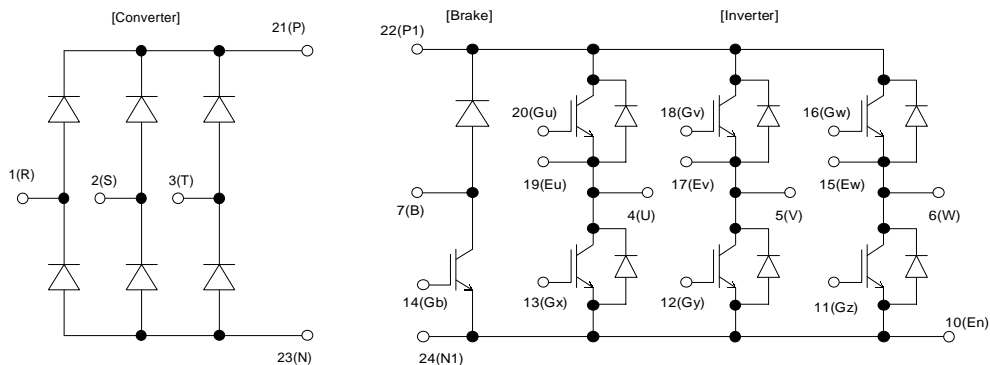 [Converter]
[Brake]
[Inverter]
21(P)
22(P1)
20(Gu)
18(Gv)
16(Gw)
1(R)
2(S)
3(T)
19(Eu)
17(Ev)
15(Ew)
7(B)
4(U)
5(V)
6(W)
14(Gb)
13(Gx)
12(Gy)
11(Gz)
23(N)
24(N1)
10(En)